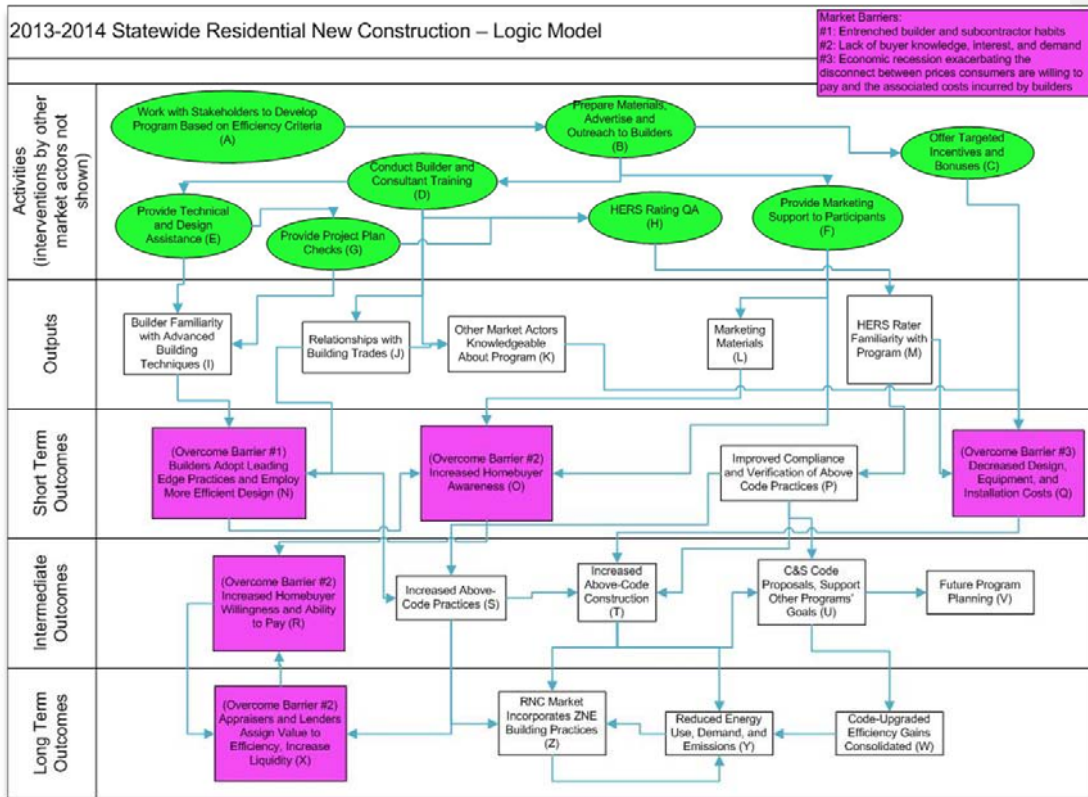 2013-2014 Statewide Residential New Construction – Logic Model
Market Barriers:
#1: Entrenched builder and subcontractor habits
#2: Lack of buyer knowledge, interest, and demand
#3: Economic recession exacerbating the
disconnect between prices consumers are willing to
pay and the associated costs incurred by builders
Activities
(interventions by other
market actors not
shown)
Work with Stakeholders to Develop
Program Based on Efficiency Criteria
(A)
Prepare Materials,
Advertise and
Outreach to Builders
(B)
Offer Targeted
Incentives and
Bonuses (C)
Conduct Builder and
Consultant Training
(D)
Provide Technical
and Design
Assistance (E)
Provide Project Plan
Checks (G)
HERS Rating QA
(H)
Provide Marketing
Support to Participants
(F)
Outputs
Builder Familiarity
with Advanced
Building
Techniques (I)
Relationships with
Building Trades (J)
Other Market Actors
Knowledgeable
About Program (K)
Marketing
Materials (L)
HERS Rater
Familiarity with
Program (M)
Short Term
Outcomes
(Overcome Barrier #1)
Builders Adopt Leading
Edge Practices and Employ
More Efficient Design (N)
(Overcome Barrier #2)
Increased Homebuyer
Awareness (O)
Improved Compliance
and Verification of Above
Code Practices (P)
(Overcome Barrier #3)
Decreased Design,
Equipment, and
Installation Costs (Q)
Intermediate
Outcomes
(Overcome Barrier #2)
Increased Homebuyer
Willingness and Ability
to Pay (R)
Increased Above-
Code Practices (S)
Increased
Above-Code
Construction
(T)
C&S Code
Proposals, Support
Other Programs'
Goals (U)
Future Program
Planning (V)
Long Term
Outcomes
(Overcome Barrier #2)
Appraisers and Lenders
Assign Value to
Efficiency, Increase
Liquidity (X)
RNC Market
Incorporates ZNE
Building Practices
(Z)
Reduced Energy
Use, Demand, and
Emissions (Y)
Code-Upgraded
Efficiency Gains
Consolidated (W)